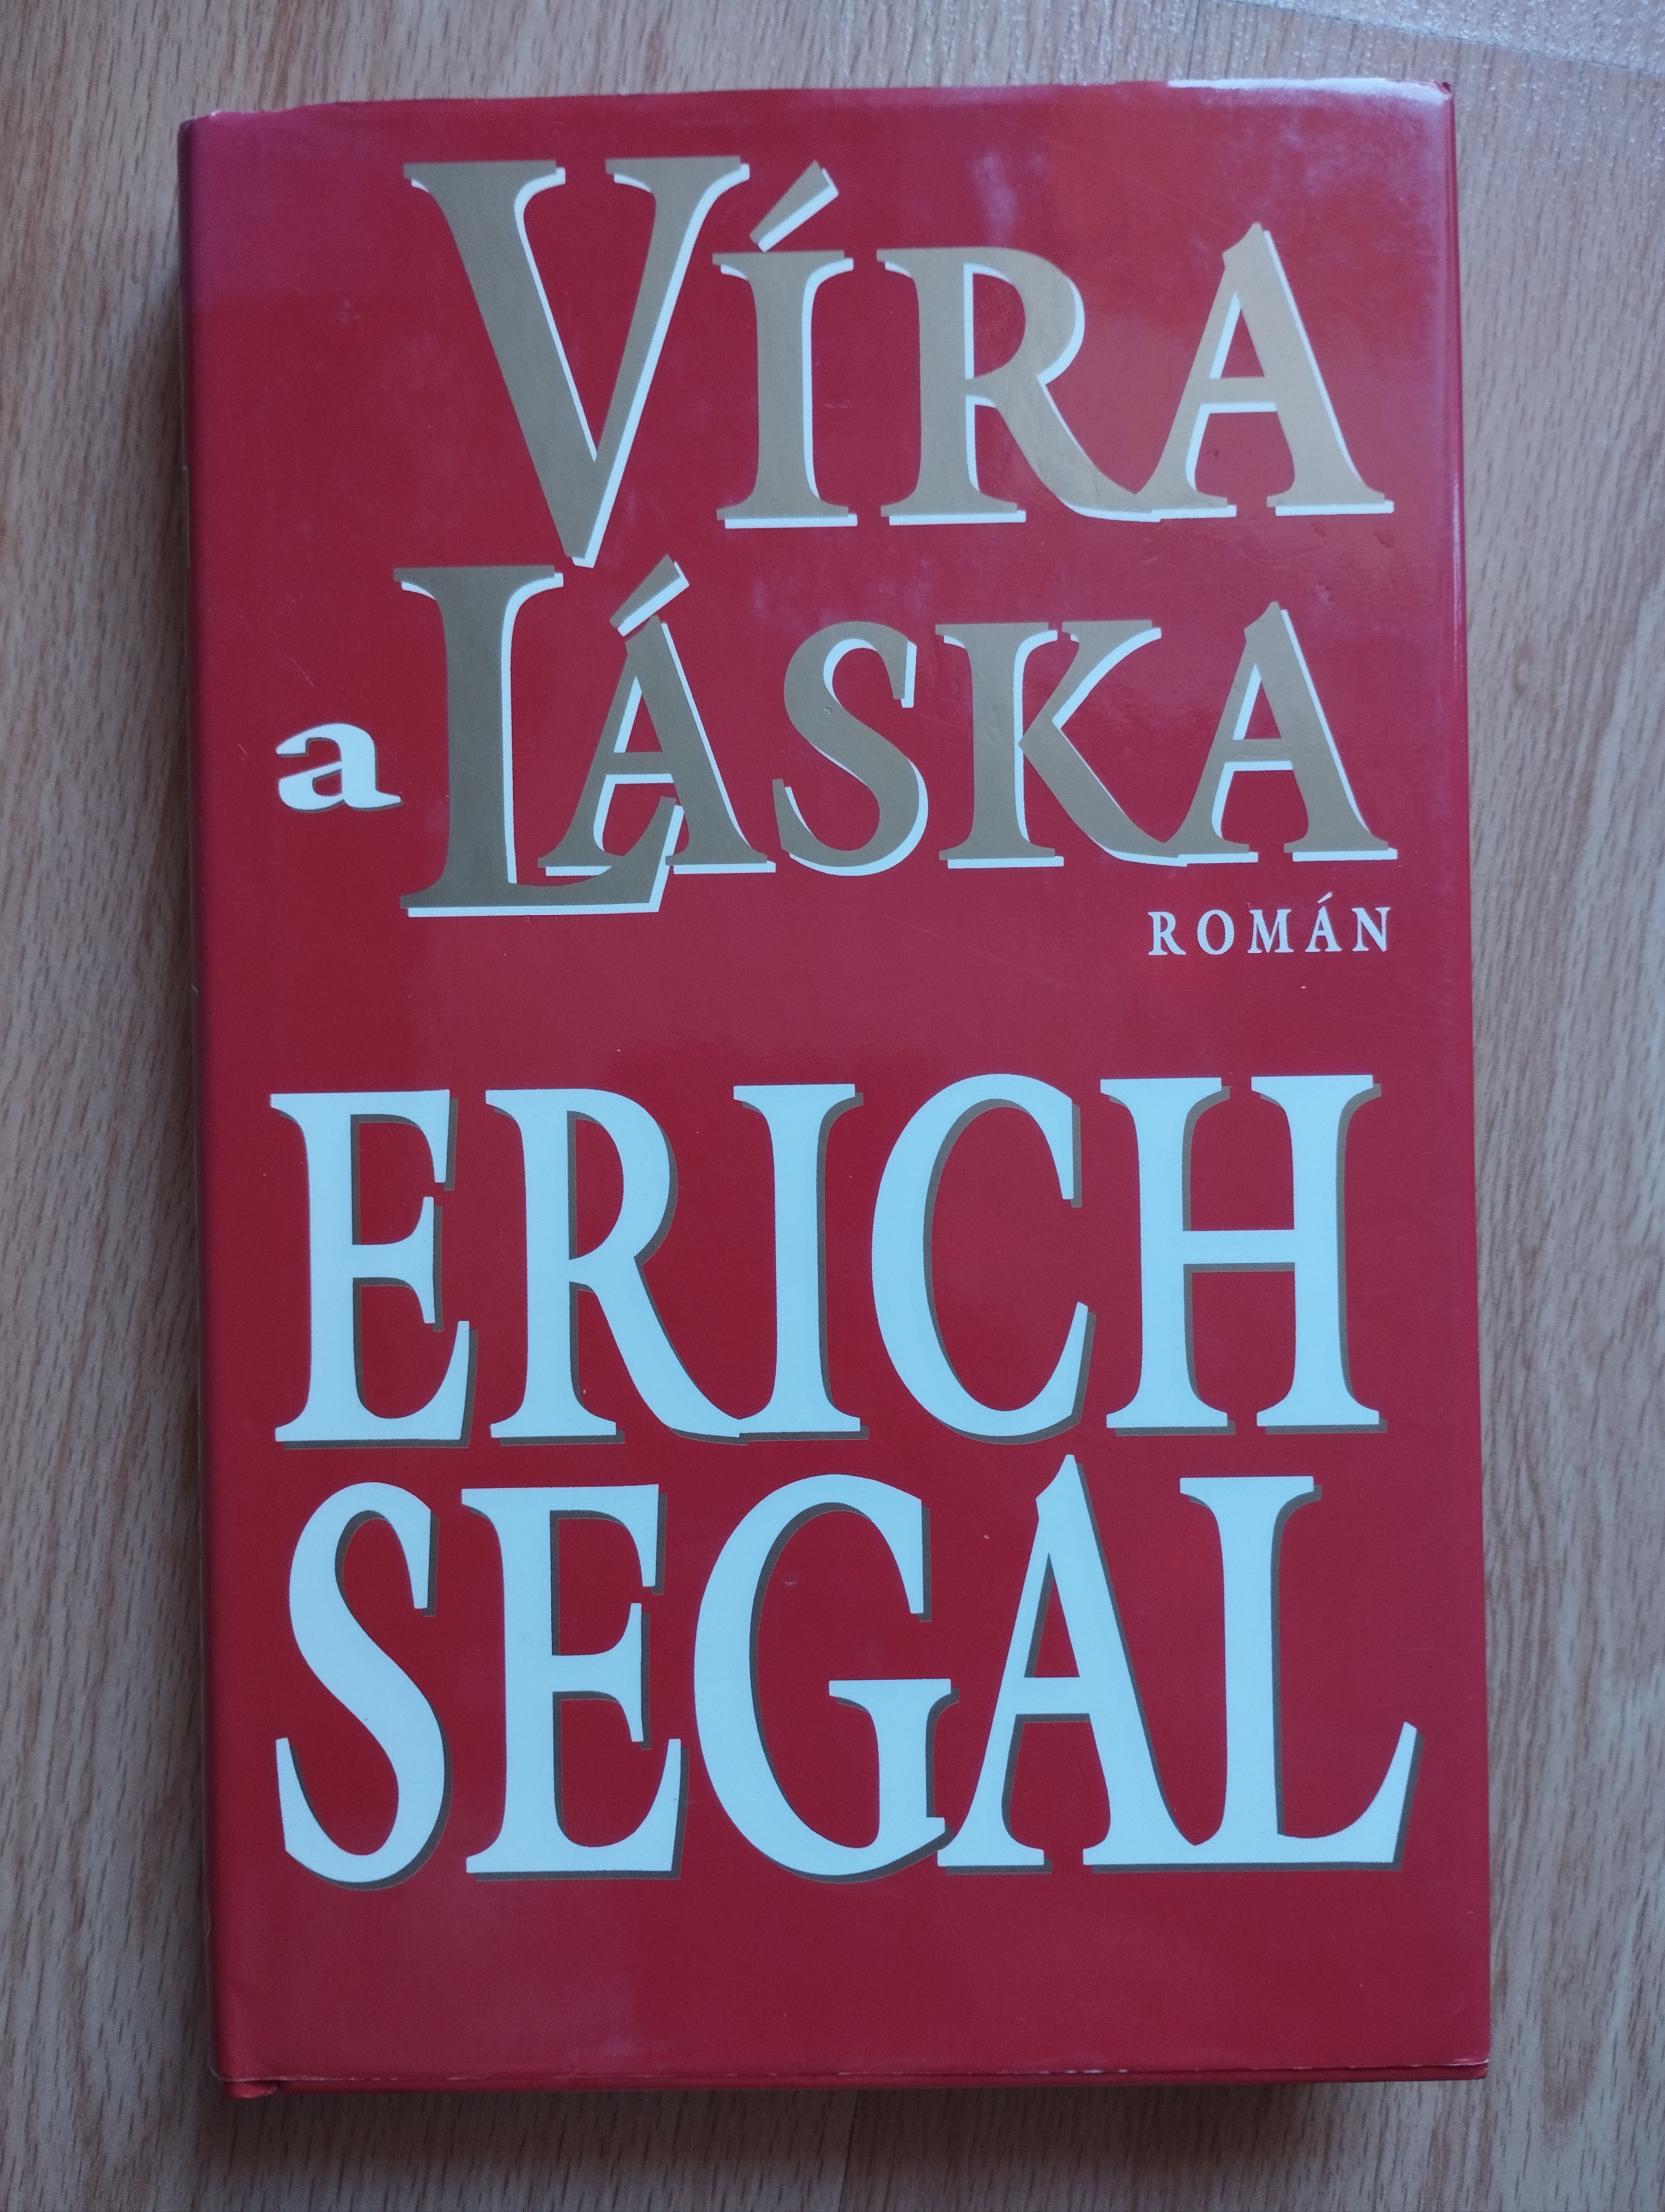 VÍRA
a LÁSKA
ROMÁN
ERICH
SEGAL